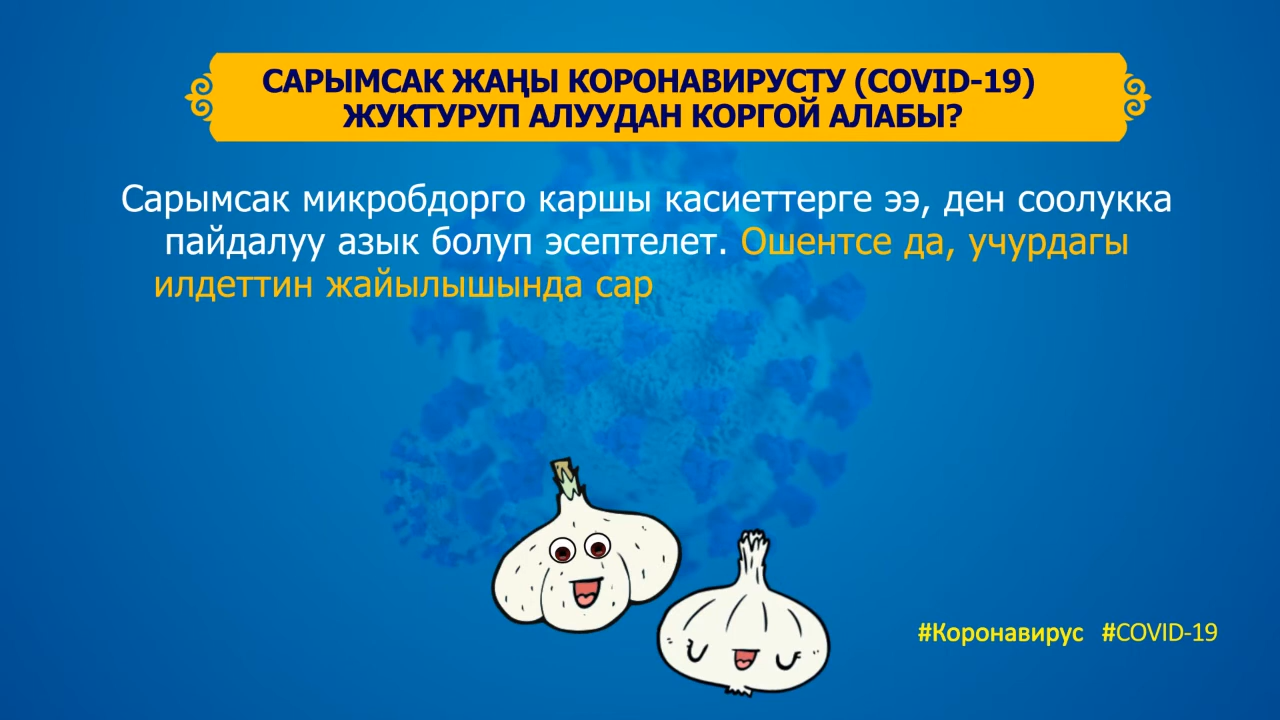 САРЫМСАК ЖАҢЫ КОРОНАВИРУСТУ (COVID-19)
ЖУКТУРУП АЛУУДАН КОРГОЙ АЛАБЫ?
Сарымсак микробдорго каршы касиеттерге ээ, ден соолукка
пайдалуу азык болуп эсептелет. Ошентсе да, учурдагы
илдеттин жайылышында сар
#Коронавирус #COVID-19